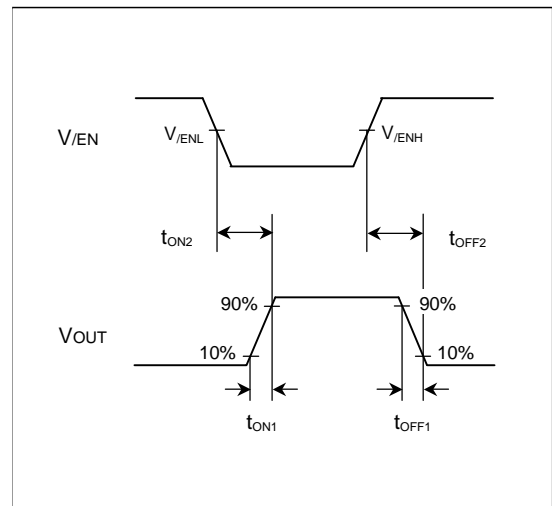 V/EN
V/ENL
V/ENH
tON2
tOFF2
VOUT
90%
90%
10%
10%
tON1
tOFF1